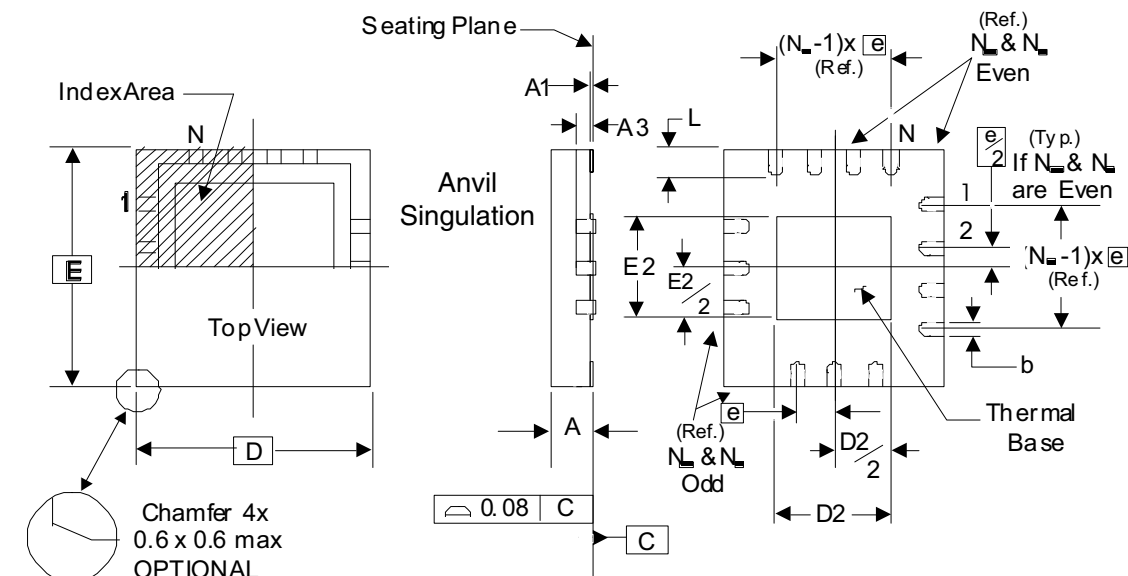 Seating Plane
A1
A3
Index Area
N
1
E
Top View
D
Chamfer 4x
0.6 x 0.6 max
OPTIONAL
Anvil
Singulation
A
0.08 C
C
L
(N -1)x e
(Ref.)
(Ref.)
N & N
Even
N
e
2
(Typ.)
If N & N
are Even
1
2
(N -1)x e
(Ref.)
E2
E2
2
b
e
(Ref.)
N & N
Odd
D2
2
D2
Thermal
Base